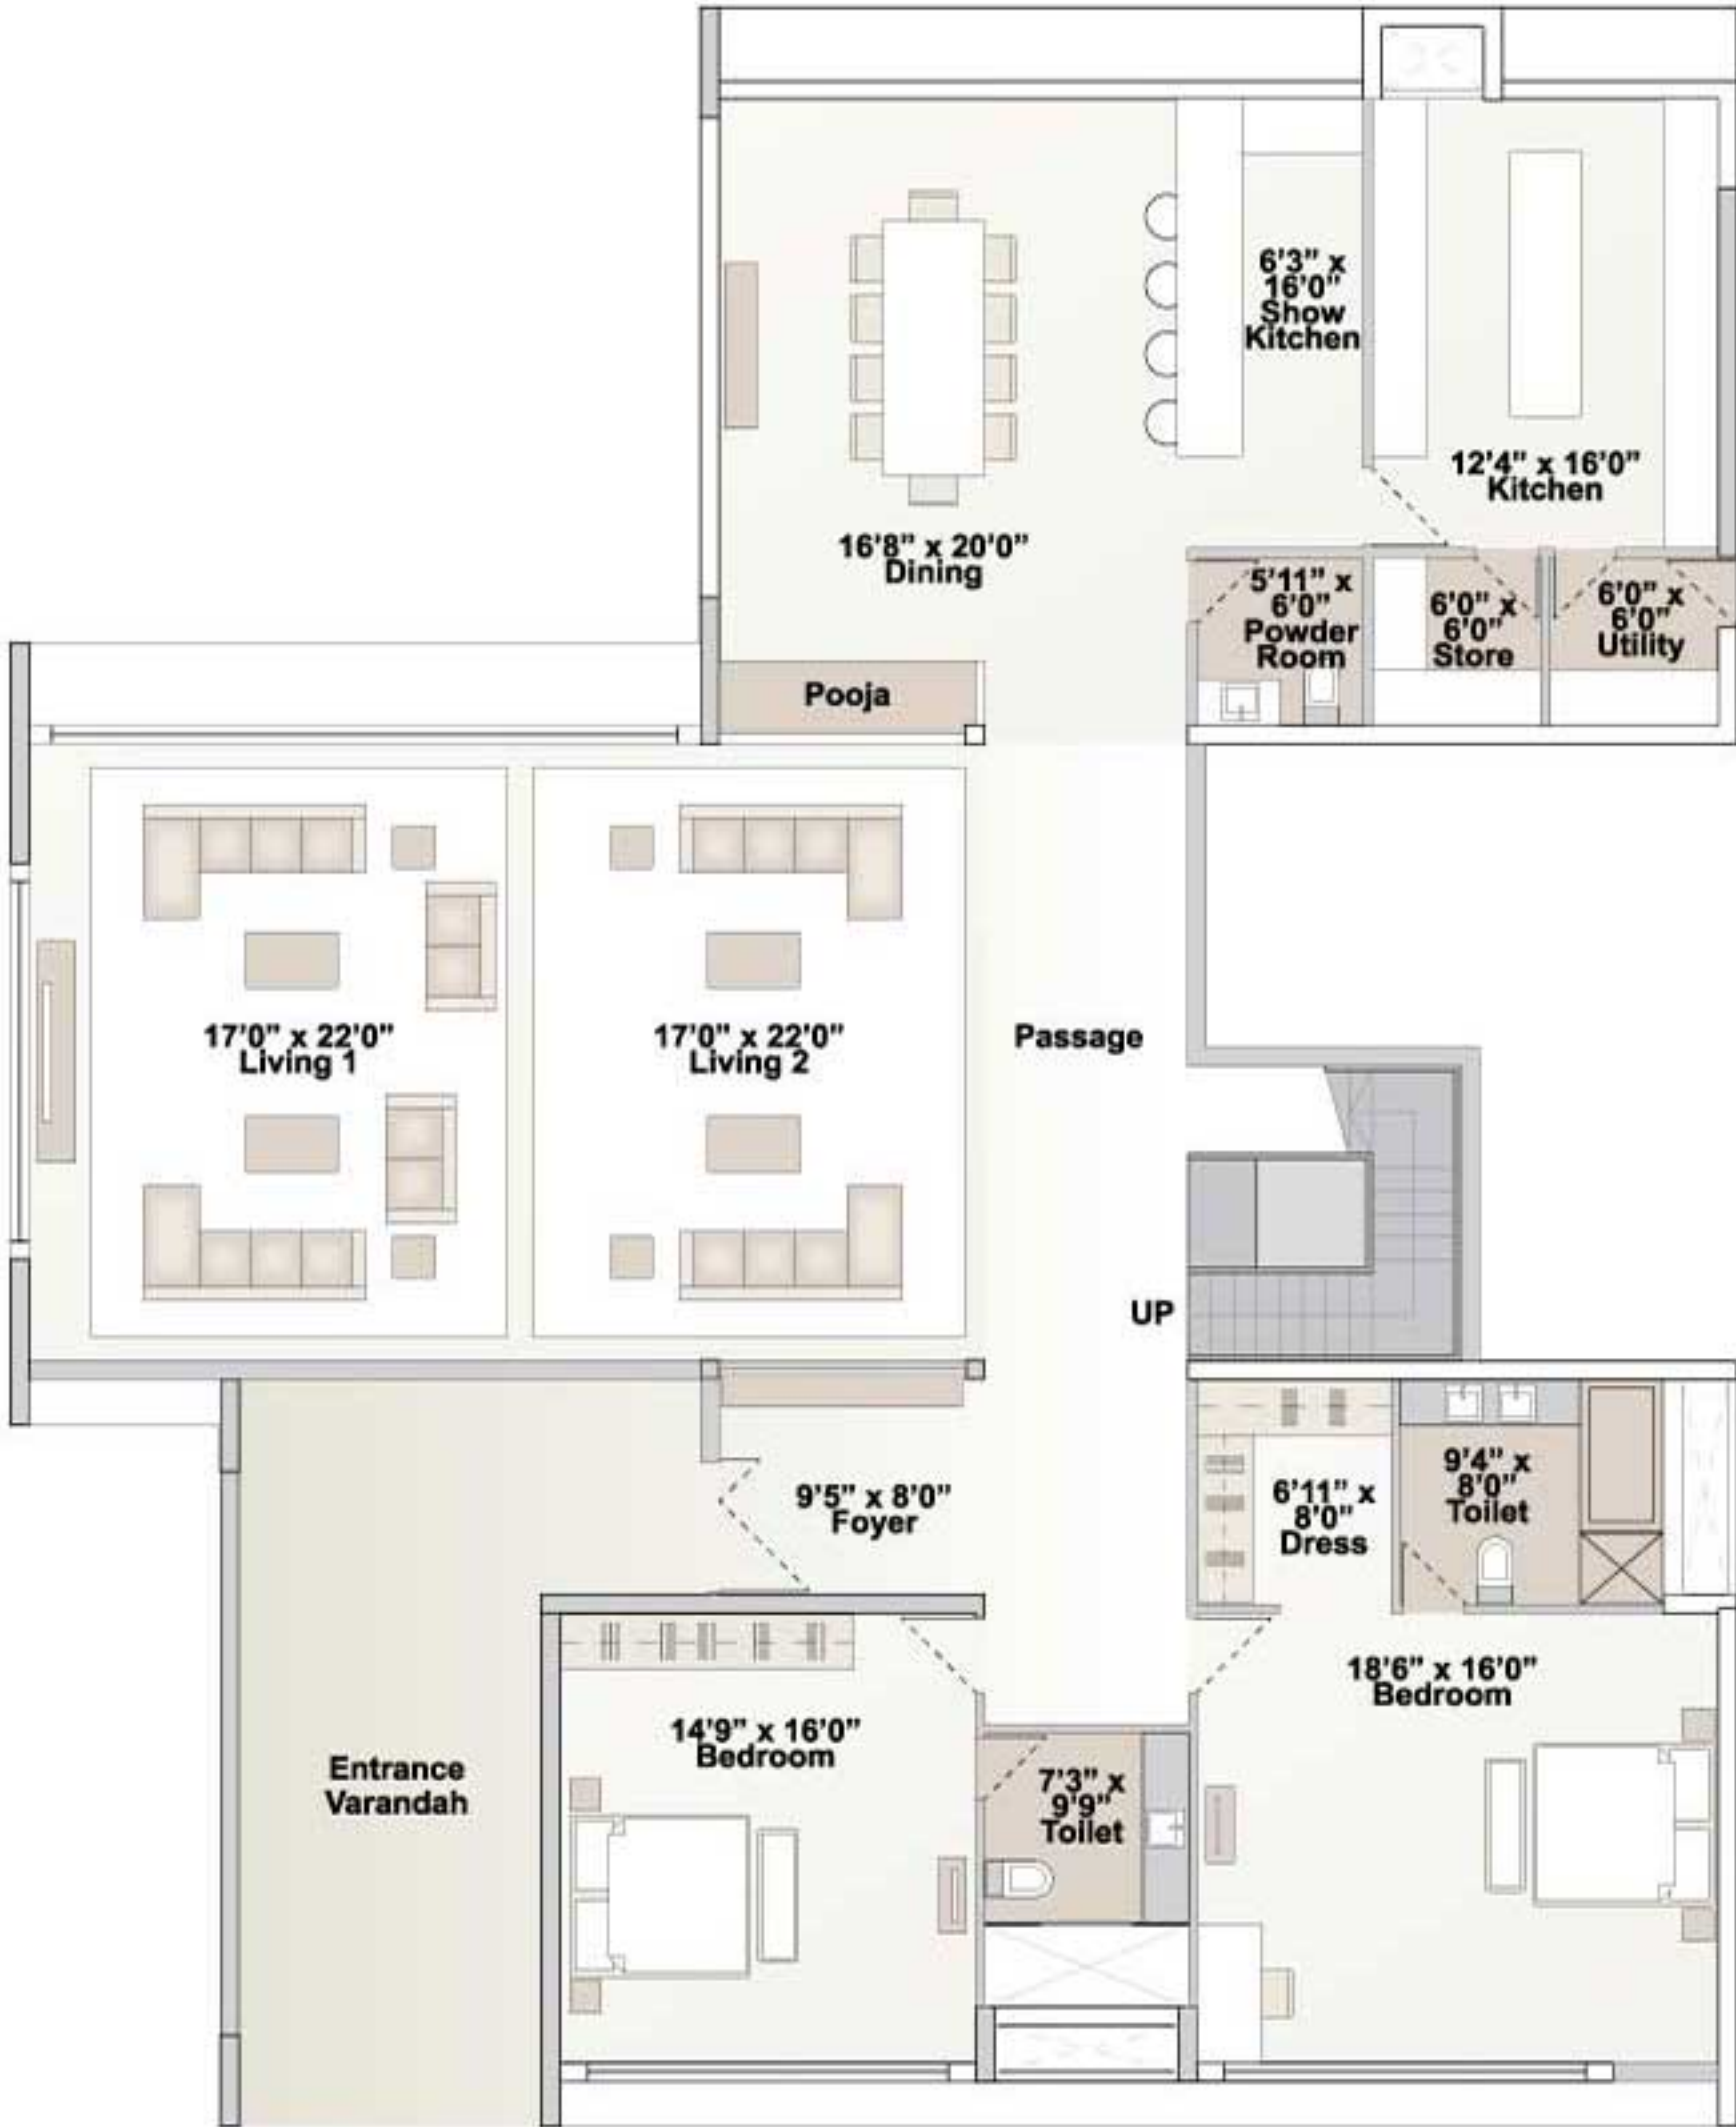 6'3” x
16'0”
Show
Kitchen
12'4” x 16'0”
Kitchen
16'8” x 20'0”
Dining
5'11” x
6'0”
Powder
Room
6'0” x
6'0”
Store
6'0” x
6'0”
Utility
Pooja
17'0” x 22'0”
Living 1
17'0” x 22'0”
Living 2
Passage
UP
9'5” x 8'0”
Foyer
6'11” x
8'0”
Dress
9'4” x
8'0”
Toilet
18'6” x 16'0”
Bedroom
14'9” x 16'0”
Bedroom
7'3” x
9'9”
Toilet
Entrance
Varandah